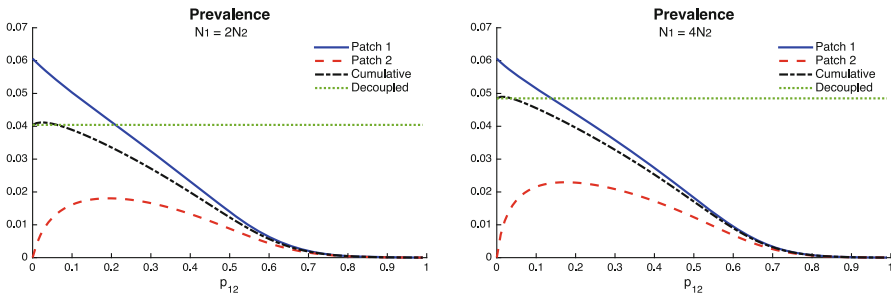 Prevalence
N1 = 2N2
Patch 1
Patch 2
Cumulative
Decoupled
0.07
0.06
0.05
0.04
0.03
0.02
0.01
0
0 0.1 0.2 0.3 0.4 0.5 0.6 0.7 0.8 0.9 1
p12
Prevalence
N1 = 4N2
Patch 1
Patch 2
Cumulative
Decoupled
0.07
0.06
0.05
0.04
0.03
0.02
0.01
0
0 0.1 0.2 0.3 0.4 0.5 0.6 0.7 0.8 0.9 1
p12